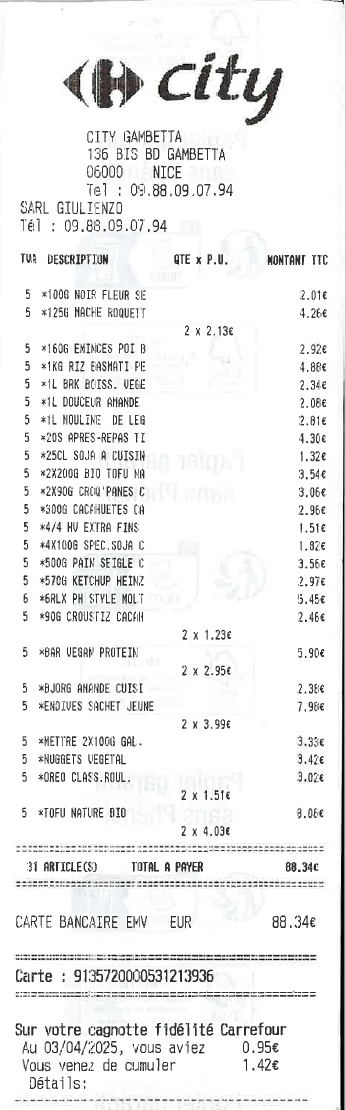 City
CITY GAMBETTA
136 BIS BD GAMBETTA
06000 NICE
Tel : 09.88.09.07.94
SARL GIULIENZO
Tél : 09.88.09.07.94
TVA DESCRIPTION QTE x P.U. MONTANT TTC
5 *100G NOIR FLEUR SE 2.01€
5 *125G MACHE ROQUETT 4.26€
2 x 2.13€
5 *160G EMINCES POI B 2.92€
5 *1KG RIZ BASMATI PE 4.88€
5 *1L BRK BOISS. VEGE 2.34€
5 *1L DOUCEUR AMANDE 2.08€
5 *1L MOULINE DE LEG 2.81€
5 *20S APRES-REPAS TI 4.30€
5 *25CL SOJA A CUISIN 1.32€
5 *2X200G BIO TOFU NA 3.54€
5 *2X90G CROQ'PANES C 3.06€
5 *300G CACAHUETES CA 2.96€
5 *4/4 HV EXTRA FINS 1.51€
5 *4X100G SPEC.SOJA C 1.82€
5 *500G PAIN SEIGLE C 3.56€
5 *570G KETCHUP HEINZ 2.97€
6 *6RLX PH STYLE MOLT 5.45€
5 *90G CROUSTIZ CACAH 2.46€
2 x 1.23€
5 *BAR VEGAN PROTEIN 5.90€
2 x 2.95€
5 *BJORG AMANDE CUISI 2.38€
5 *ENDIVES SACHET JEUNE 7.98€
2 x 3.99€
5 *METTRE 2X100G GAL. 3.33€
5 *NUGGETS VEGETAL 3.42€
5 *OREO CLASS.ROUL. 3.02€
2 x 1.51€
5 *TOFU NATURE BIO 8.06€
2 x 4.03€
31 ARTICLE(S) TOTAL A PAYER 88.34€
CARTE BANCAIRE EMV EUR 88.34€
Carte : 9135720000531213936
Sur votre cagnotte fidélité Carrefour
Au 03/04/2025, vous aviez 0.95€
Vous venez de cumuler 1.42€
Détails: